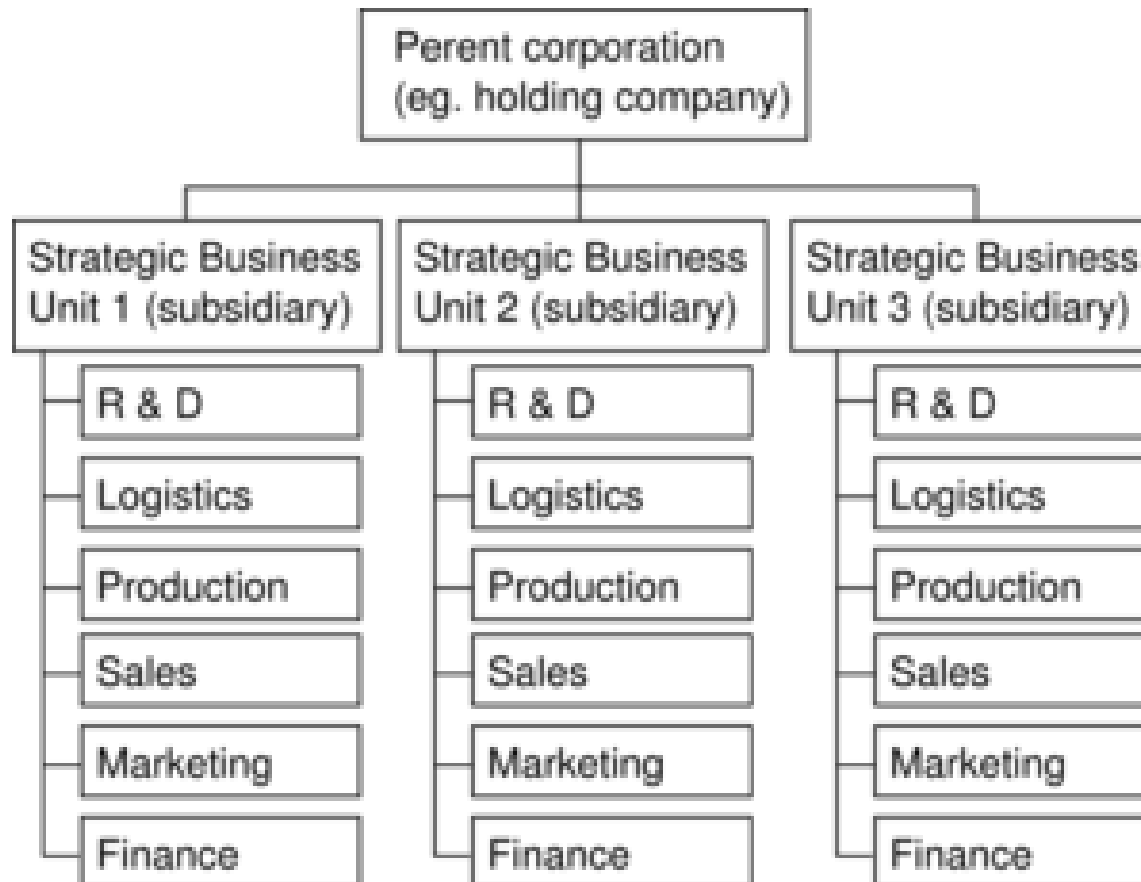 Perent corporation
(eg. holding company)
Strategic Business
Unit 1 (subsidiary)
R & D
Logistics
Production
Sales
Marketing
Finance
Strategic Business
Unit 2 (subsidiary)
R & D
Logistics
Production
Sales
Marketing
Finance
Strategic Business
Unit 3 (subsidiary)
R & D
Logistics
Production
Sales
Marketing
Finance